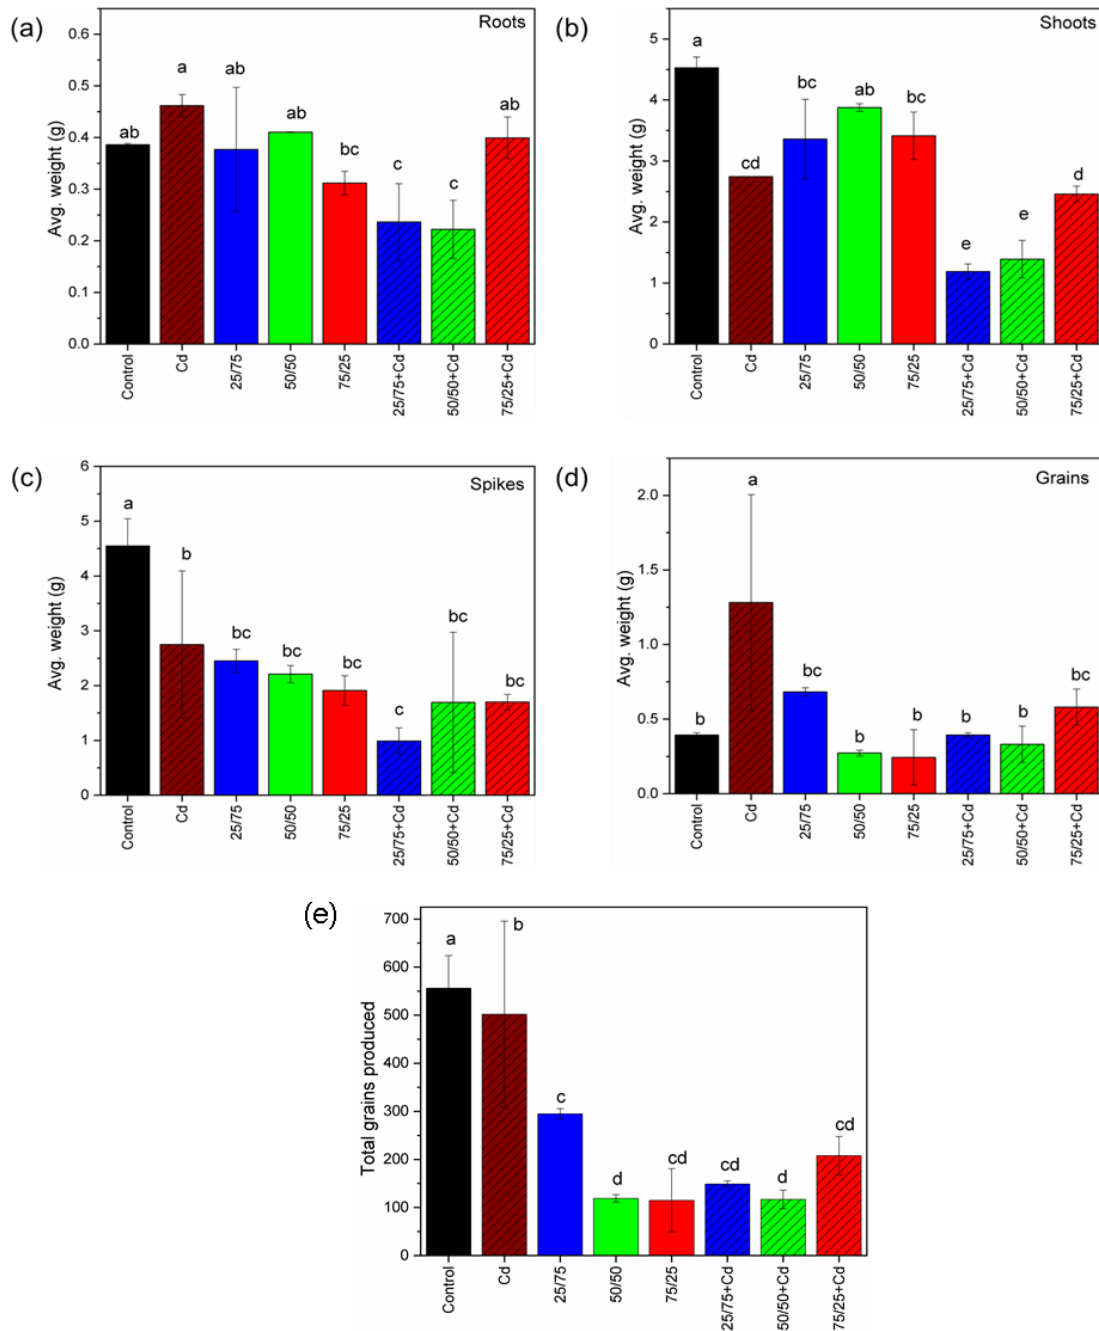 (a)
Roots
Avg. weight (g)
0.6
0.5
0.4
0.3
0.2
0.1
0.0
ab
a
ab
ab
bc
c
c
ab
Control
Cd
25/75
50/50
75/25
25/75+Cd
50/50+Cd
75/25+Cd
(b)
Shoots
Avg. weight (g)
5
4
3
2
1
0
a
cd
bc
ab
bc
e
e
d
Control
Cd
25/75
50/50
75/25
25/75+Cd
50/50+Cd
75/25+Cd
(c)
Spikes
Avg. weight (g)
6
5
4
3
2
1
0
a
b
bc
bc
bc
c
bc
bc
Control
Cd
25/75
50/50
75/25
25/75+Cd
50/50+Cd
75/25+Cd
(d)
Grains
Avg. weight (g)
2.0
1.5
1.0
0.5
0.0
b
a
bc
b
b
b
b
bc
Control
Cd
25/75
50/50
75/25
25/75+Cd
50/50+Cd
75/25+Cd
(e)
Total grains produced
700
600
500
400
300
200
100
0
a
b
c
d
cd
cd
d
cd
Control
Cd
25/75
50/50
75/25
25/75+Cd
50/50+Cd
75/25+Cd